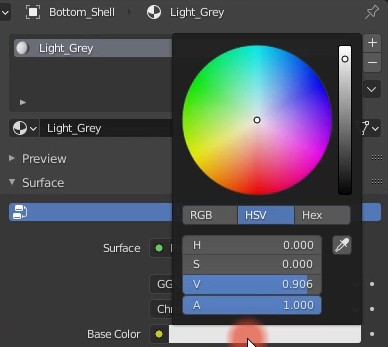 Bottom_Shell Light_Grey
Light_Grey
Light_Grey
Preview
Surface
RGB HSV Hex
H 0.000
S 0.000
V 0.906
A 1.000
Surface
GG
Chr
Base Color